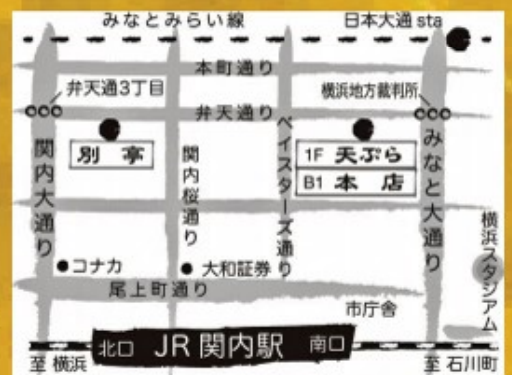 みなとみらい線
日本大通 sta
本町通り
弁天通3丁目
横浜地方裁判所
弁天通り
別亭
1F 天ぷら
B1 本店
関内大通り
関内桜通り
ベイスターズ通り
みなと大通り
横浜スタジアム
コナカ
大和証券
尾上町通り
市庁舎
北口 JR関内駅 南口
至 横浜
至 石川町